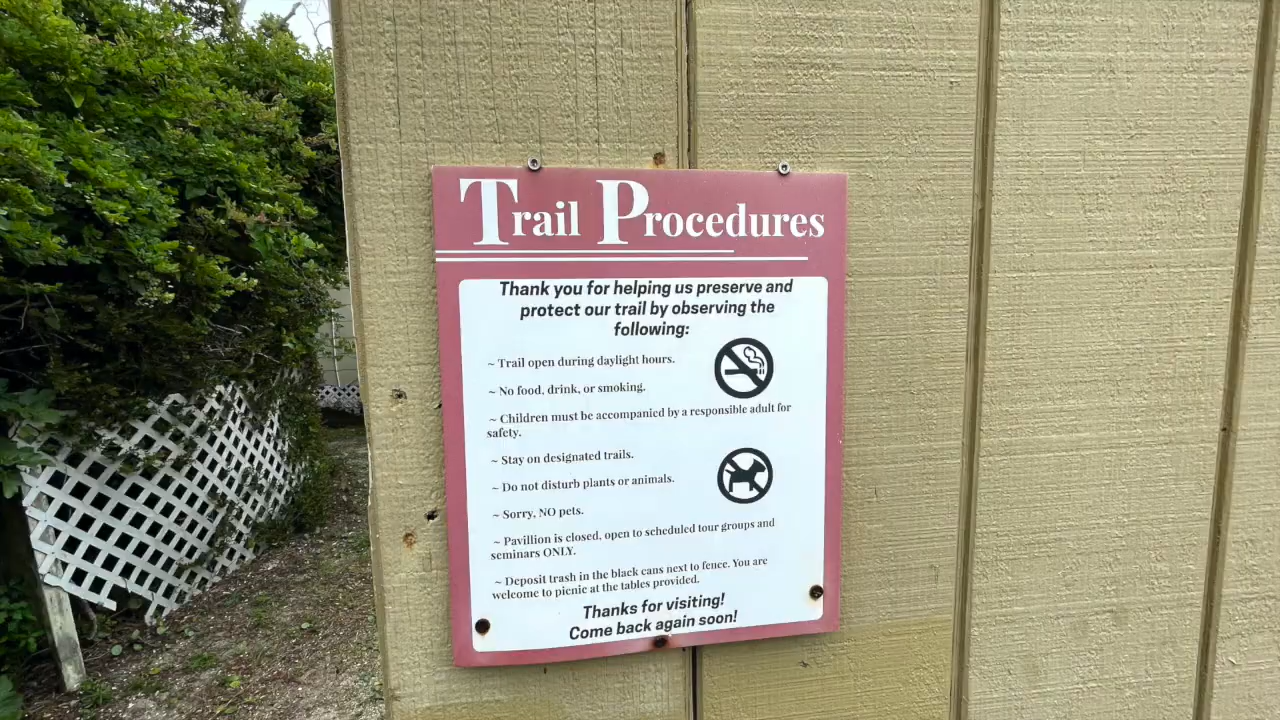 Trail Procedures
Thank you for helping us preserve and
protect our trail by observing the
following:
~ Trail open during daylight hours.
~ No food, drink, or smoking.
~ Children must be accompanied by a responsible adult for
safety.
~ Stay on designated trails.
~ Do not disturb plants or animals.
~ Sorry, NO pets.
~ Pavillion is closed, open to scheduled tour groups and
seminars ONLY.
~ Deposit trash in the black cans next to fence. You are
welcome to picnic at the tables provided.
Thanks for visiting!
Come back again soon!